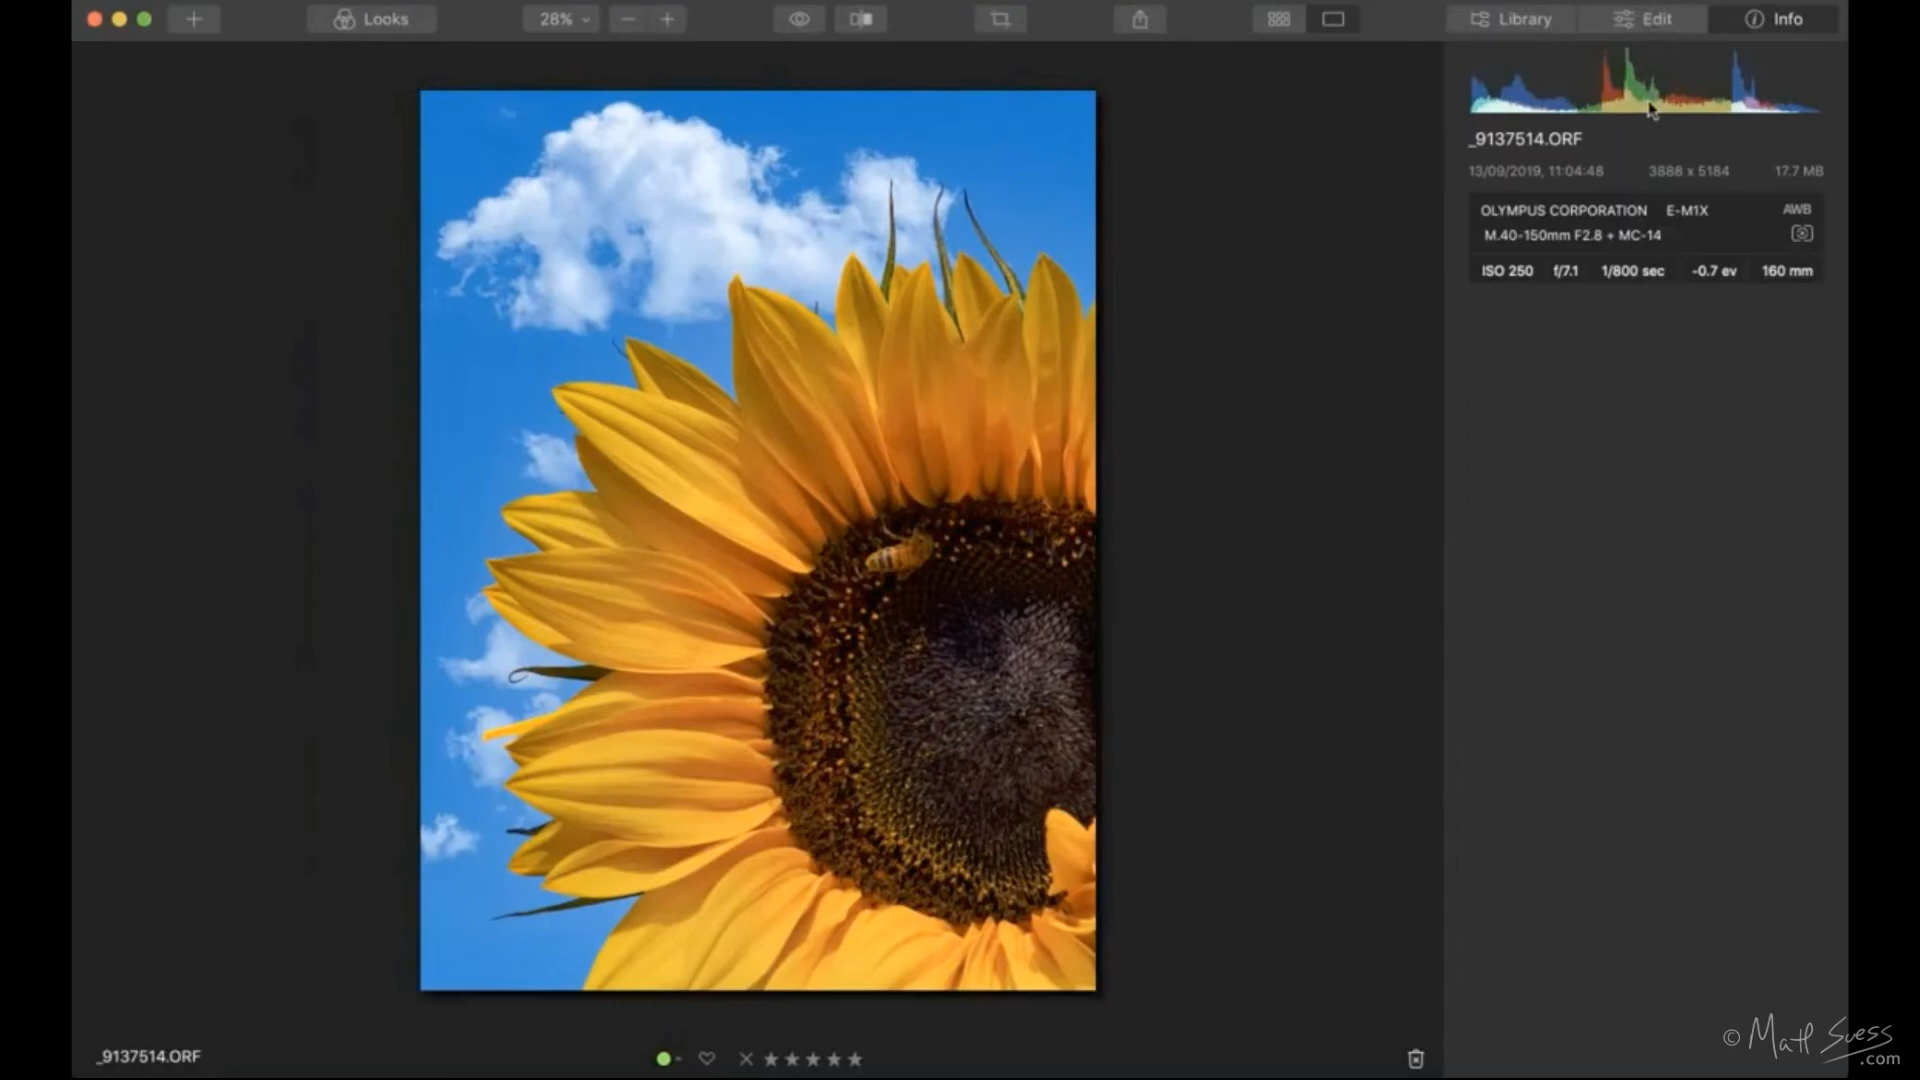 Looks 28% Library Edit Info
_9137514.ORF
13/09/2019, 11:04:48 3888 x 5184 17.7 MB
OLYMPUS CORPORATION E-M1X AWB
M.40-150mm F2.8 + MC-14
ISO 250 f/7.1 1/800 sec -0.7 ev 160 mm
_9137514.ORF
© Matt Suess
.com